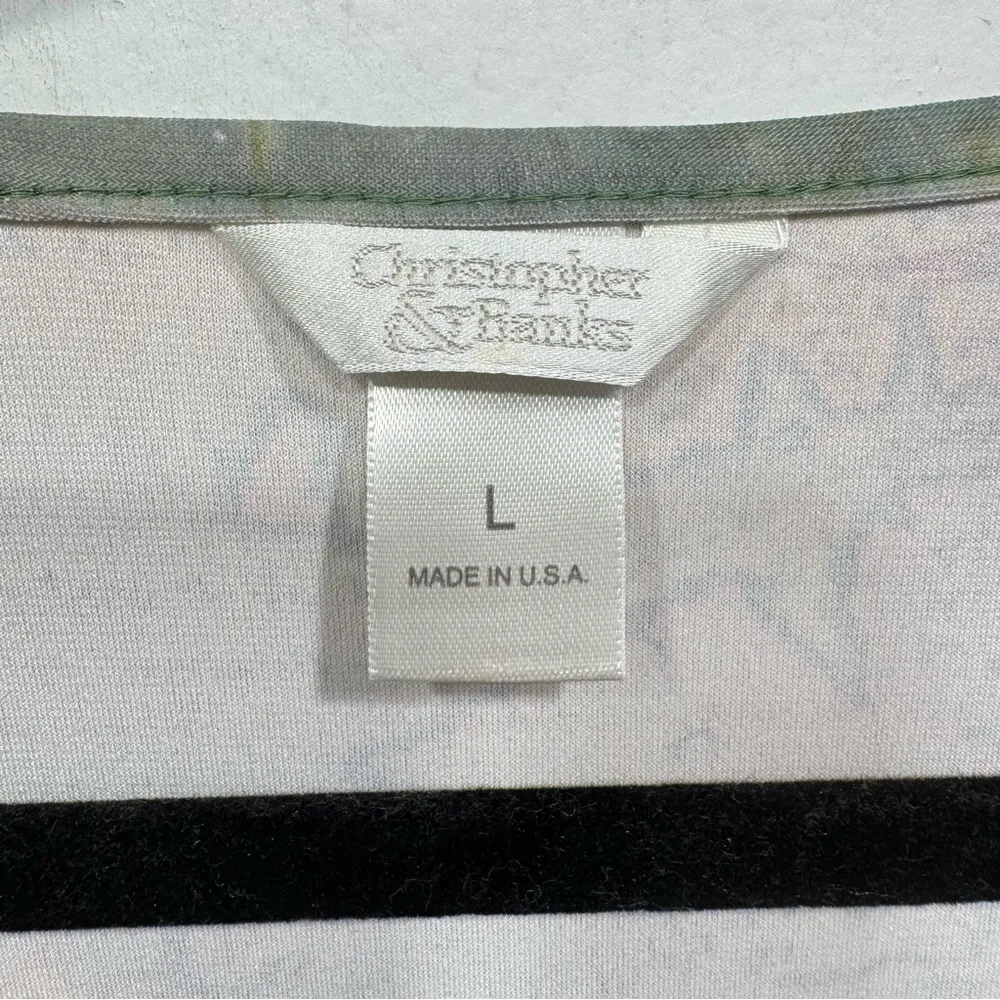 Christopher
& Banks
L
MADE IN U.S.A.